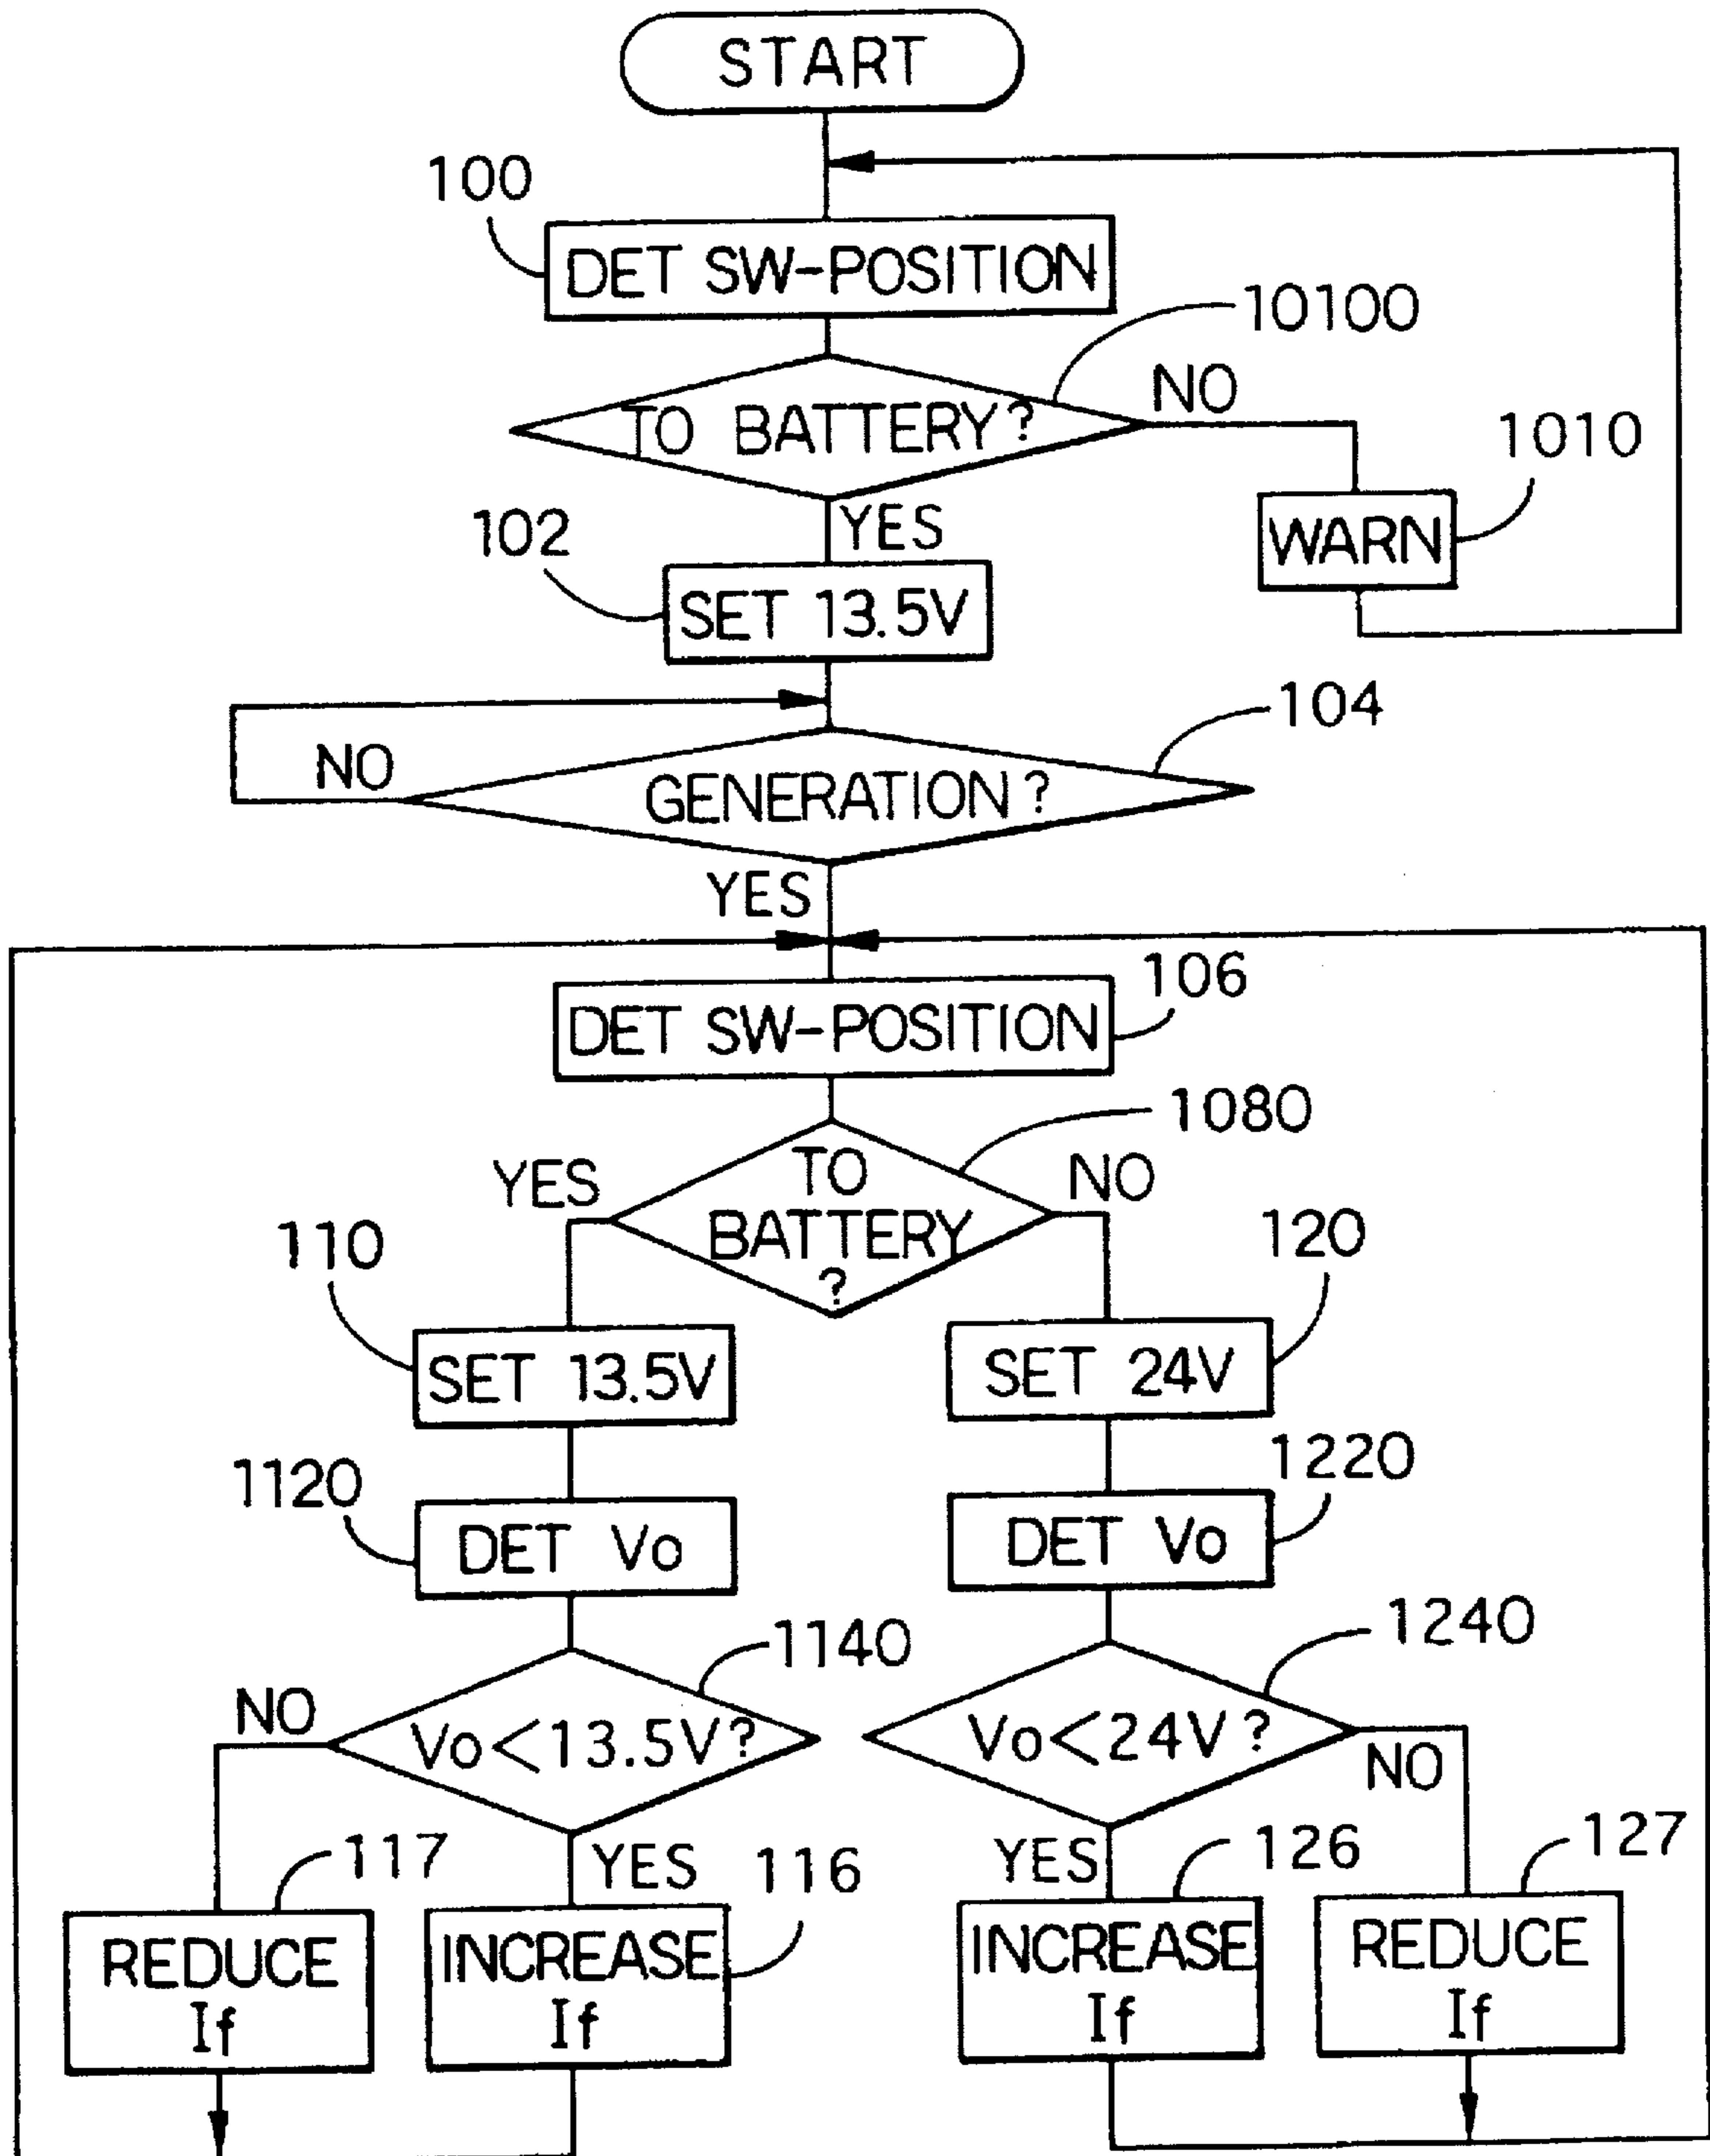 START
100
DET SW-POSITION
10100
TO BATTERY?
NO
1010
WARN
YES
102
SET 13.5V
104
NO
GENERATION?
YES
106
DET SW-POSITION
1080
YES
TO
BATTERY
?
NO
110
120
SET 13.5V
SET 24V
1120
1220
DET Vo
DET Vo
1140
1240
NO
Vo<13.5V?
Vo<24V?
NO
117
YES
116
YES
126
127
REDUCE
If
INCREASE
If
INCREASE
If
REDUCE
If